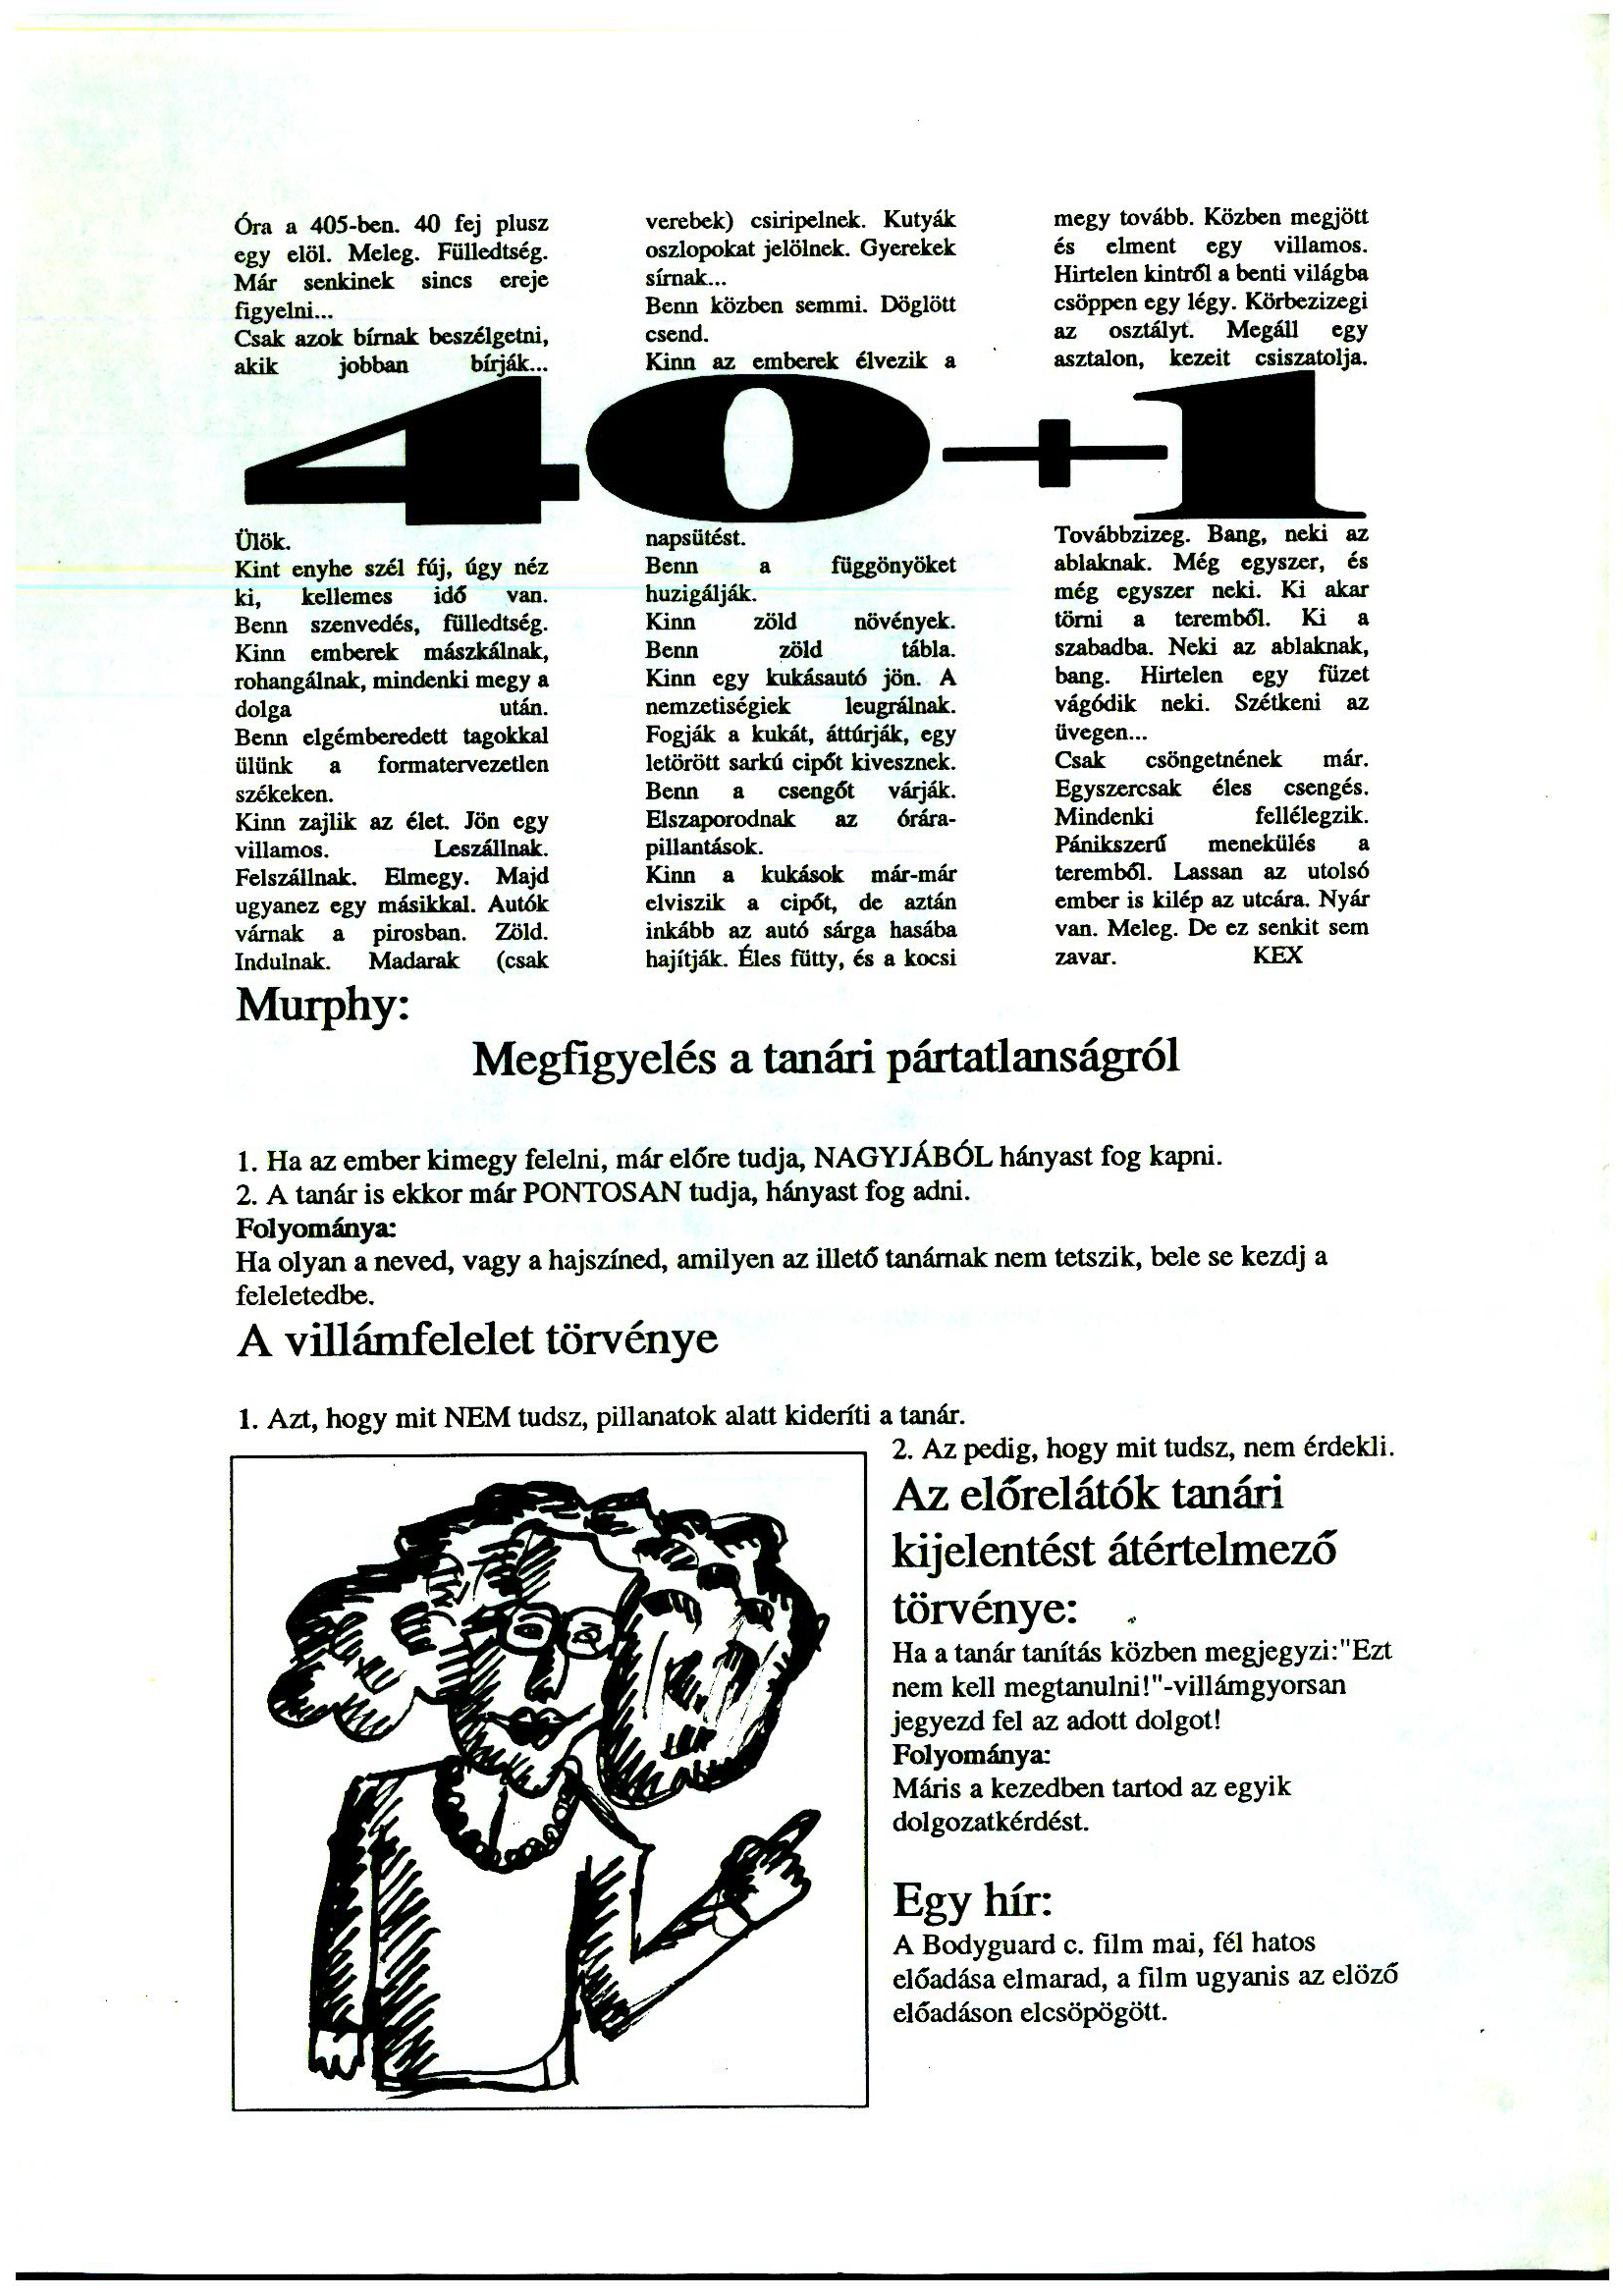 Óra a 405-ben. 40 fej plusz
egy elöl. Meleg. Fülledtség.
Már senkinek sincs ereje
figyelni...
Csak azok bírnak beszélgetni,
akik jobban bírják...
40+1
Ülök.
Kint enyhe szél fúj, úgy néz
ki, kellemes idő van.
Benn szenvedés, fülledtség.
Kinn emberek mászkálnak,
rohangálnak, mindenki megy a
dolga után.
Benn elgémberedett tagokkal
ülünk a formatervezetlen
székeken.
Kinn zajlik az élet. Jön egy
villamos. Leszállnak.
Felszállnak. Elmegy. Majd
ugyanez egy másikkal. Autók
várnak a pirosban. Zöld.
Indulnak. Madarak (csak
verebek) csiripelnek. Kutyák
oszlopokat jelölnek. Gyerekek
sírnak...
Benn közben semmi. Döglött
csend.
Kinn az emberek élvezik a
napsütést.
Benn a függönyöket
huzigálják.
Kinn zöld növények.
Benn zöld tábla.
Kinn egy kukásautó jön. A
nemzetiségiek leugrálnak.
Fogják a kukát, áttúrják, egy
letörött sarkú cipőt kivesznek.
Benn a csengőt várják.
Elszaporodnak az órára-
pillantások.
Kinn a kukások már-már
elviszik a cipőt, de aztán
inkább az autó sárga hasába
hajítják. Éles fütty, és a kocsi
megy tovább. Közben megjött
és elment egy villamos.
Hirtelen kintről a benti világba
csöppen egy légy. Körbezizegi
az osztályt. Megáll egy
asztalon, kezeit csiszatolja.
Továbbzizeg. Bang, neki az
ablaknak. Még egyszer, és
még egyszer neki. Ki akar
törni a teremből. Ki a
szabadba. Neki az ablaknak,
bang. Hirtelen egy füzet
vágódik neki. Szétkeni az
üvegen...
Csak csöngetnének már.
Egyszercsak éles csengés.
Mindenki fellélegzik.
Pánikszerű menekülés a
teremből. Lassan az utolsó
ember is kilép az utcára. Nyár
van. Meleg. De ez senkit sem
zavar. KEX
Murphy:
Megfigyelés a tanári pártatlanságról
1. Ha az ember kimegy felelni, már előre tudja, NAGYJÁBÓL hányast fog kapni.
2. A tanár is ekkor már PONTOSAN tudja, hányast fog adni.
Folyománya:
Ha olyan a neved, vagy a hajszíned, amilyen az illető tanárnak nem tetszik, bele se kezdj a
feleletedbe.
A villámfelelet törvénye
1. Azt, hogy mit NEM tudsz, pillanatok alatt kideríti a tanár.
2. Az pedig, hogy mit tudsz, nem érdekli.
Az előrelátók tanári
kijelentést átértelmező
törvénye:
Ha a tanár tanítás közben megjegyzi:"Ezt
nem kell megtanulni!"-villámgyorsan
jegyezd fel az adott dolgot!
Folyománya:
Máris a kezedben tartod az egyik
dolgozatkérdést.
Egy hír:
A Bodyguard c. film mai, fél hatos
előadása elmarad, a film ugyanis az elöző
előadáson elcsöpögött.